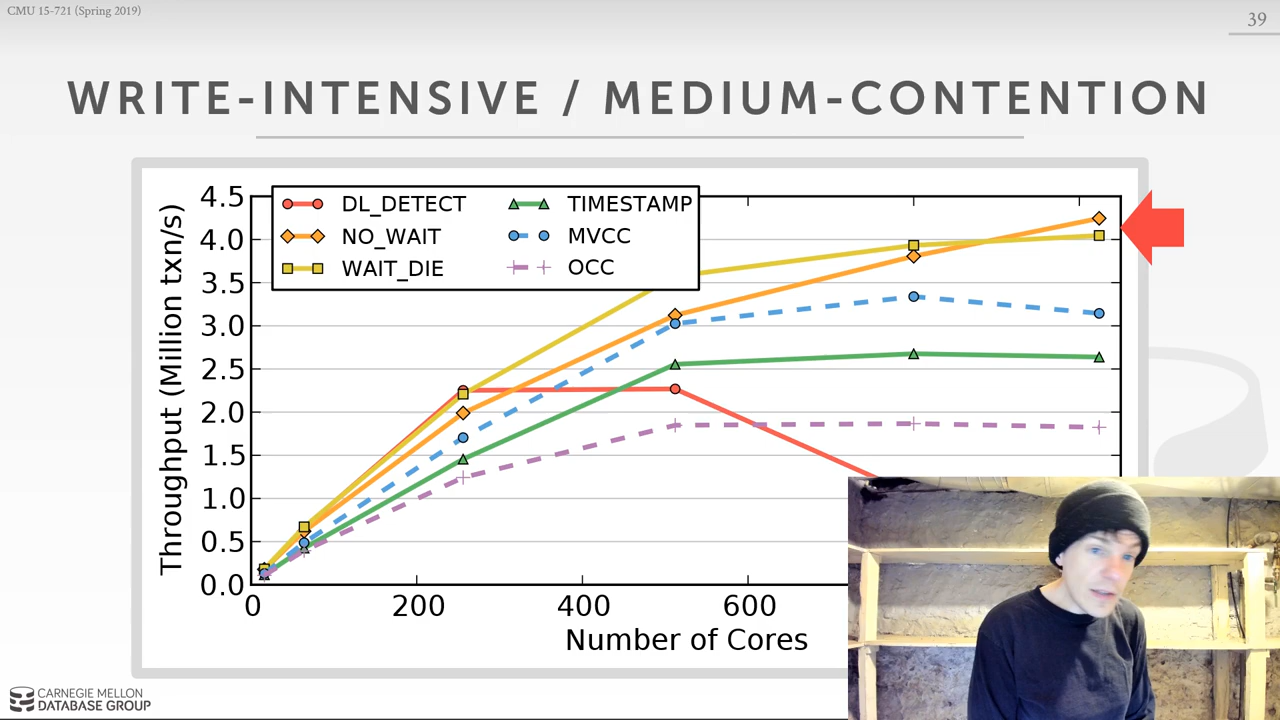 CMU 15-721 (Spring 2019)
39
WRITE-INTENSIVE / MEDIUM-CONTENTION
DL_DETECT
NO_WAIT
WAIT_DIE
TIMESTAMP
MVCC
OCC
Throughput (Million txn/s)
4.5
4.0
3.5
3.0
2.5
2.0
1.5
1.0
0.5
0.0
0 200 400 600
Number of Cores
CARNEGIE MELLON
DATABASE GROUP